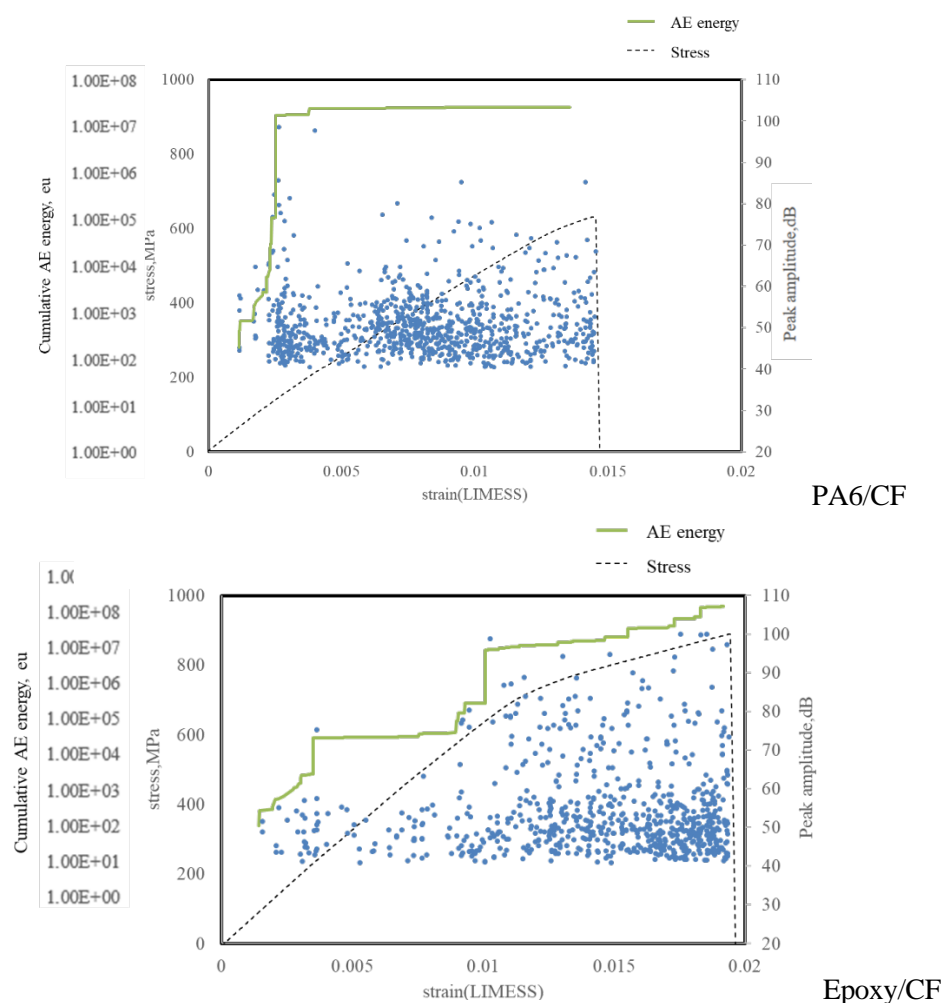 AE energy
Stress
1.00E+08
1.00E+07
1.00E+06
1.00E+05
1.00E+04
1.00E+03
1.00E+02
1.00E+01
1.00E+00
Cumulative AE energy, eu
1000
800
600
400
200
0
stress,MPa
110
100
90
80
70
60
50
40
30
20
Peak amplitude,dB
0
0.005
0.01
0.015
0.02
strain(LIMESS)
PA6/CF
AE energy
Stress
1.0
1.00E+08
1.00E+07
1.00E+06
1.00E+05
1.00E+04
1.00E+03
1.00E+02
1.00E+01
1.00E+00
Cumulative AE energy, eu
1000
800
600
400
200
0
stress,MPa
110
100
90
80
70
60
50
40
30
20
Peak amplitude,dB
0
0.005
0.01
0.015
0.02
strain(LIMESS)
Epoxy/CF